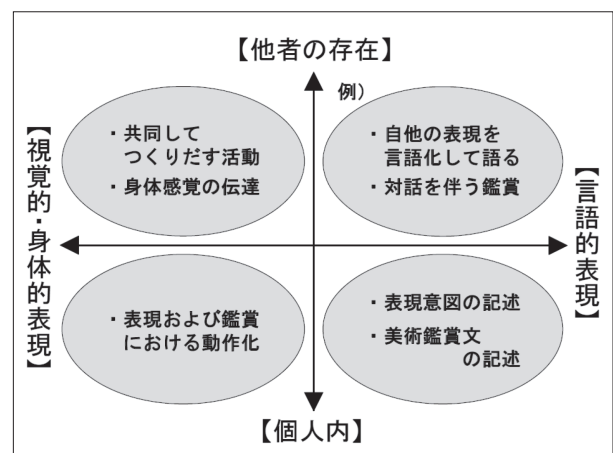 【他者の存在】
例）
・共同して
つくりだす活動
・身体感覚の伝達
・自他の表現を
言語化して語る
・対話を伴う鑑賞
【視覚的・身体的表現】
【言語的表現】
・表現および鑑賞
における動作化
・表現意図の記述
・美術鑑賞文
の記述
【個人内】